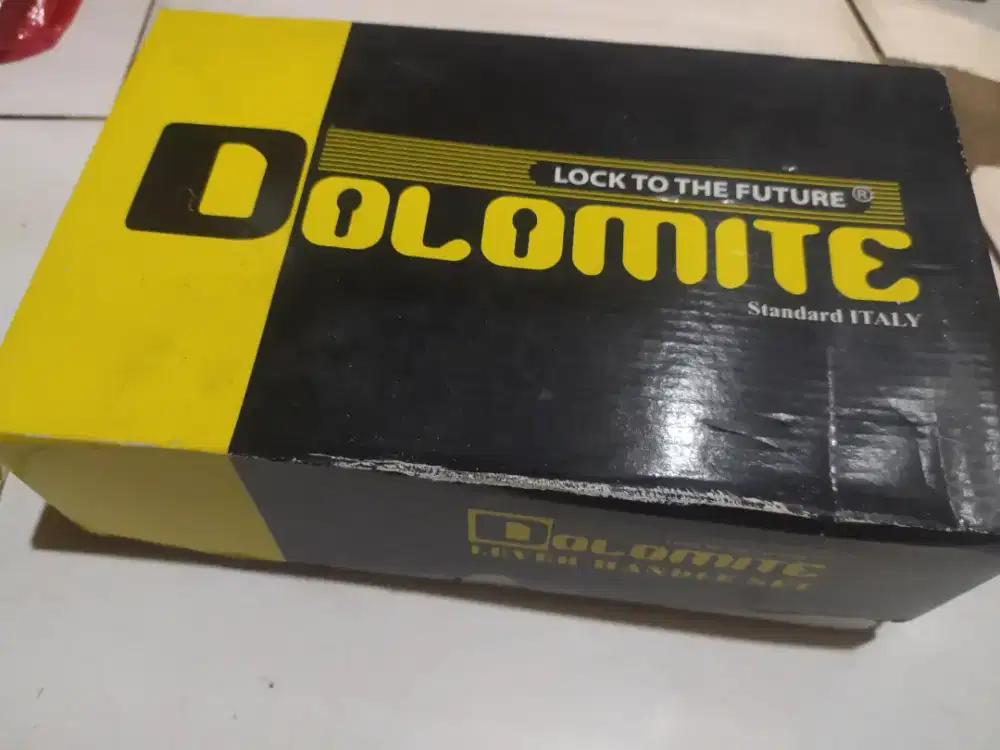 LOCK TO THE FUTURE ®
DOLOMITE
Standard ITALY
DOLOMITE
LEVER HANDLE SET